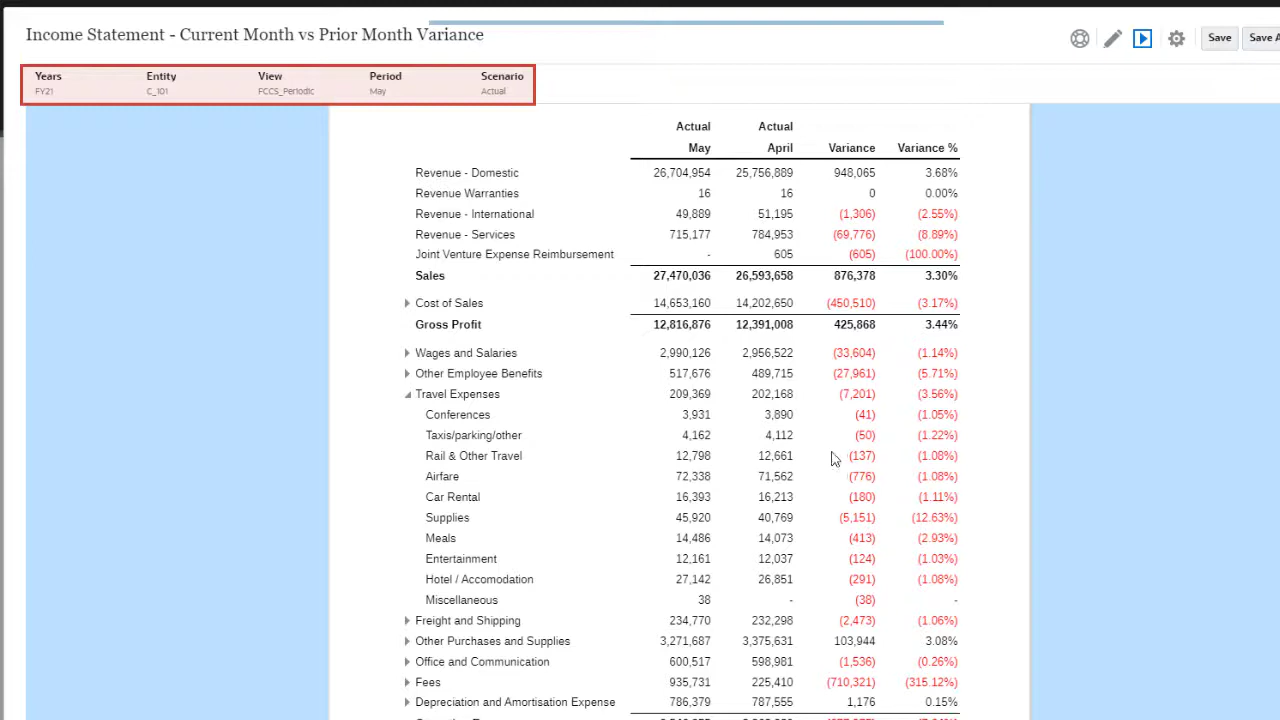 Income Statement - Current Month vs Prior Month Variance
Save Save A
Years Entity View Period Scenario
FY21 C_101 FCCS_Periodic May Actual
Actual Actual
May April Variance Variance %
Revenue - Domestic 26,704,954 25,756,889 948,065 3.68%
Revenue Warranties 16 16 0 0.00%
Revenue - International 49,889 51,195 (1,306) (2.55%)
Revenue - Services 715,177 784,953 (69,776) (8.89%)
Joint Venture Expense Reimbursement - 605 (605) (100.00%)
Sales 27,470,036 26,593,658 876,378 3.30%
Cost of Sales 14,653,160 14,202,650 (450,510) (3.17%)
Gross Profit 12,816,876 12,391,008 425,868 3.44%
Wages and Salaries 2,990,126 2,956,522 (33,604) (1.14%)
Other Employee Benefits 517,676 489,715 (27,961) (5.71%)
Travel Expenses 209,369 202,168 (7,201) (3.56%)
Conferences 3,931 3,890 (41) (1.05%)
Taxis/parking/other 4,162 4,112 (50) (1.22%)
Rail & Other Travel 12,798 12,661 (137) (1.08%)
Airfare 72,338 71,562 (776) (1.08%)
Car Rental 16,393 16,213 (180) (1.11%)
Supplies 45,920 40,769 (5,151) (12.63%)
Meals 14,486 14,073 (413) (2.93%)
Entertainment 12,161 12,037 (124) (1.03%)
Hotel / Accomodation 27,142 26,851 (291) (1.08%)
Miscellaneous 38 - (38) -
Freight and Shipping 234,770 232,298 (2,473) (1.06%)
Other Purchases and Supplies 3,271,687 3,375,631 103,944 3.08%
Office and Communication 600,517 598,981 (1,536) (0.26%)
Fees 935,731 225,410 (710,321) (315.12%)
Depreciation and Amortisation Expense 786,379 787,555 1,176 0.15%